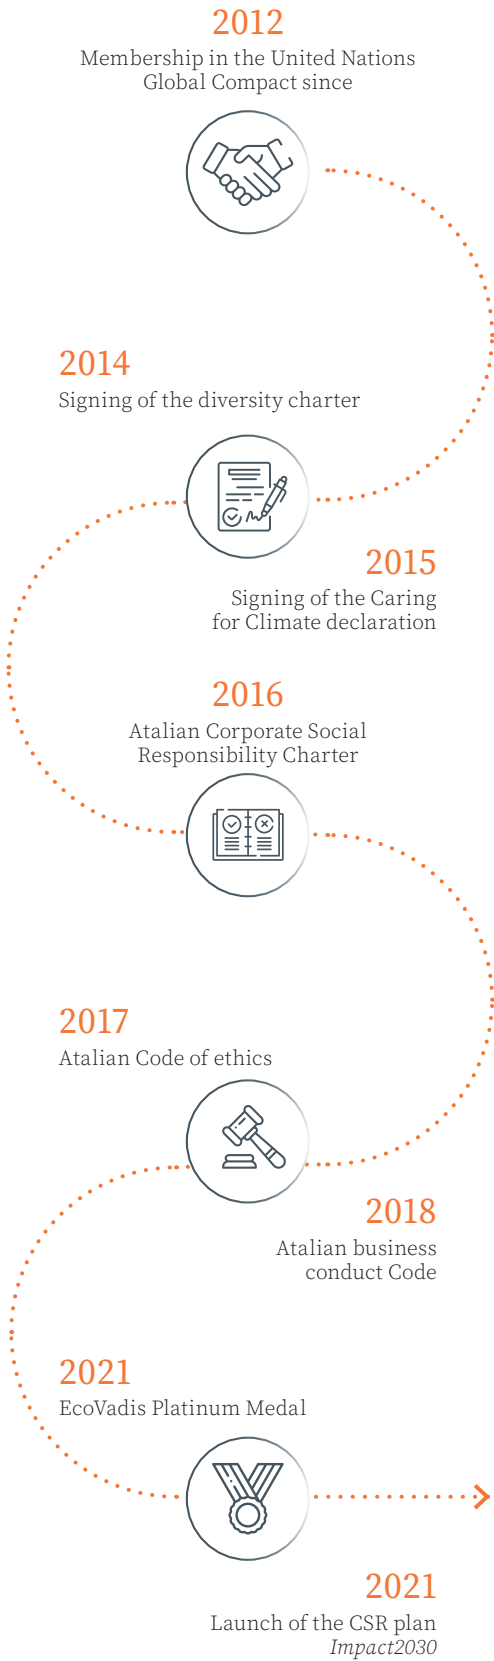 2012
Membership in the United Nations
Global Compact since
2014
Signing of the diversity charter
2015
Signing of the Caring
for Climate declaration
2016
Atalian Corporate Social
Responsibility Charter
2017
Atalian Code of ethics
2018
Atalian business
conduct Code
2021
EcoVadis Platinum Medal
2021
Launch of the CSR plan
Impact2030